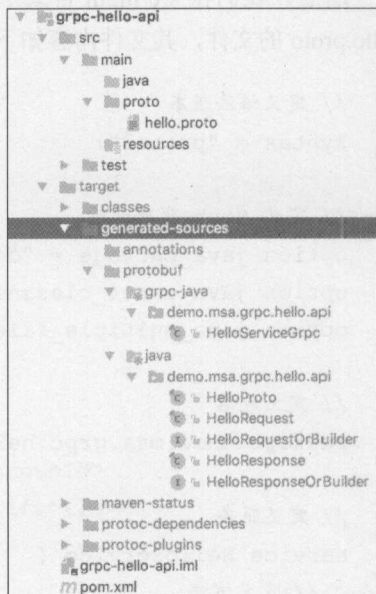 grpc-hello-api
src
main
java
proto
hello.proto
resources
test
target
classes
generated-sources
annotations
protobuf
grpc-java
demo.msa.grpc.hello.api
HelloServiceGrpc
java
demo.msa.grpc.hello.api
HelloProto
HelloRequest
HelloRequestOrBuilder
HelloResponse
HelloResponseOrBuilder
maven-status
protoc-dependencies
protoc-plugins
grpc-hello-api.iml
pom.xml